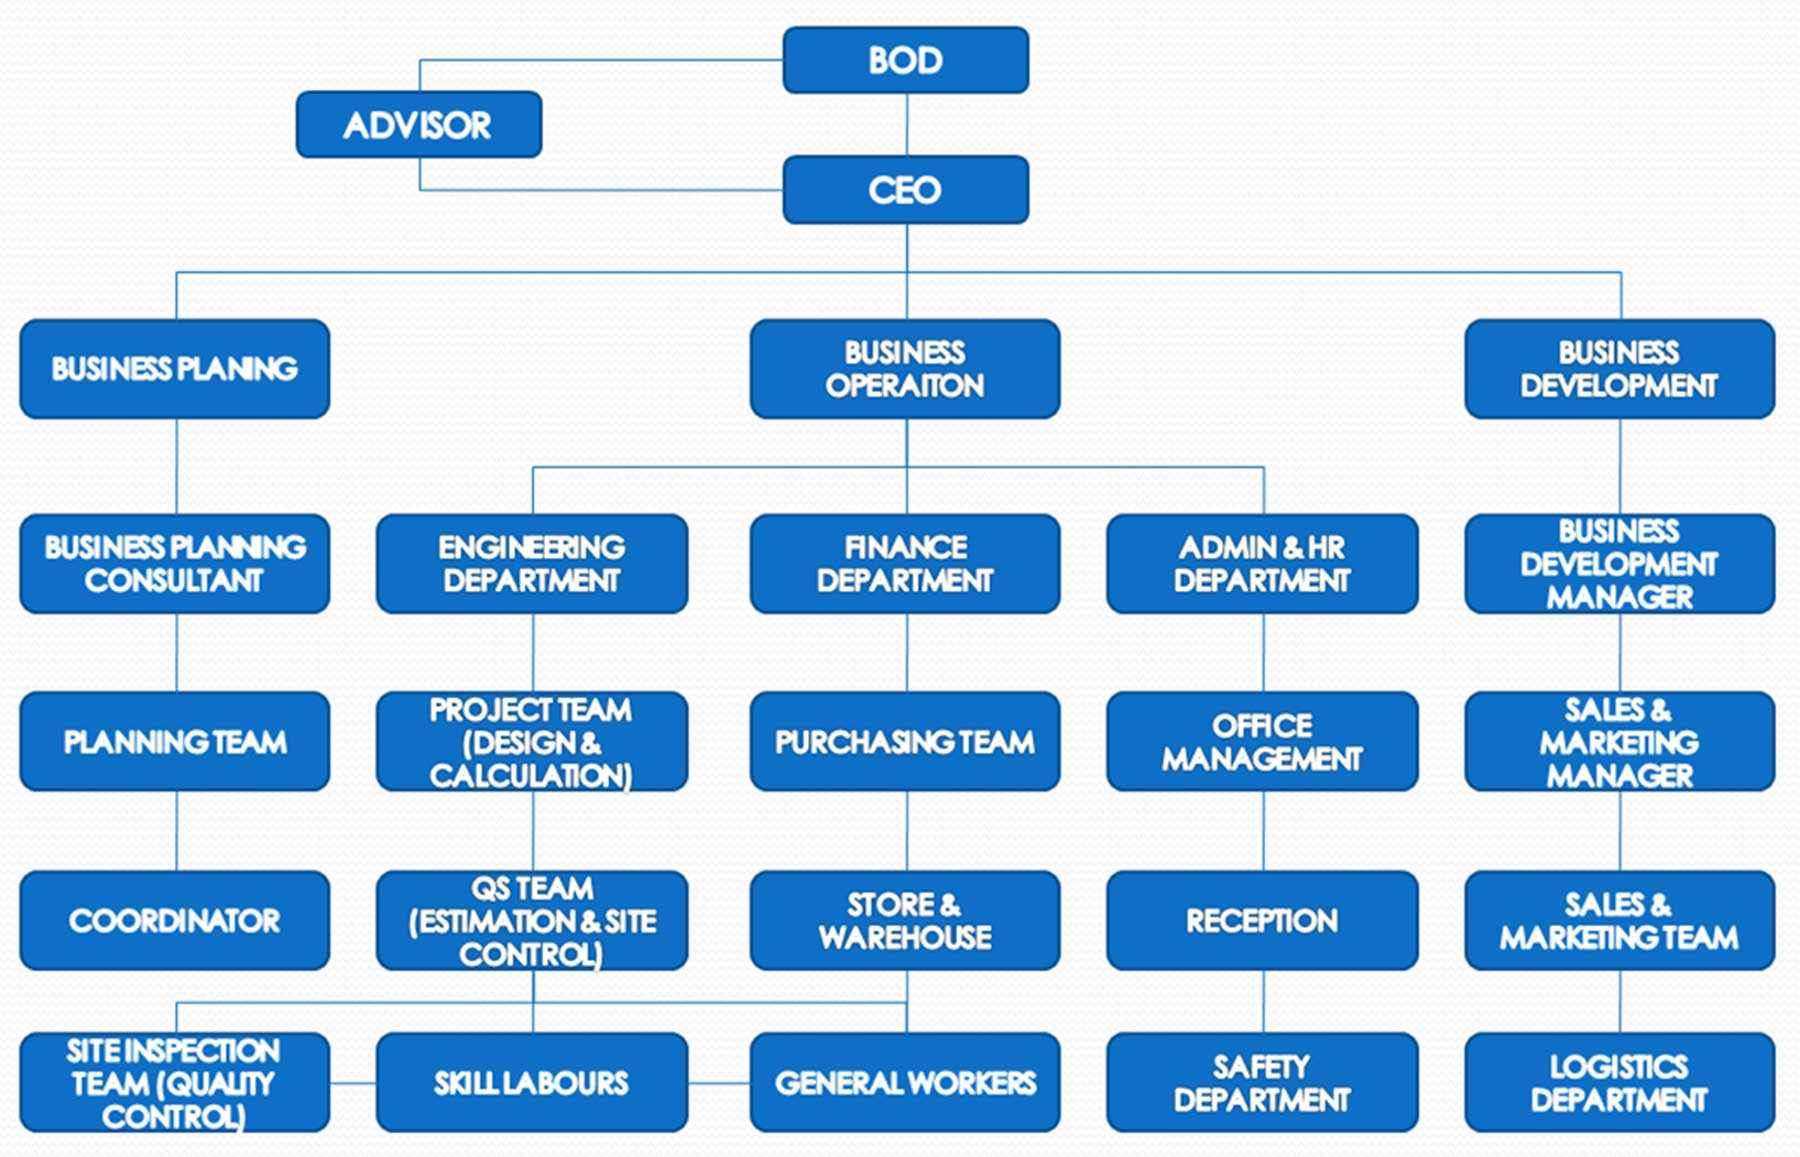 BOD
ADVISOR
CEO
BUSINESS PLANING
BUSINESS
OPERAITON
BUSINESS
DEVELOPMENT
BUSINESS PLANNING
CONSULTANT
ENGINEERING
DEPARTMENT
FINANCE
DEPARTMENT
ADMIN & HR
DEPARTMENT
BUSINESS
DEVELOPMENT
MANAGER
PLANNING TEAM
PROJECT TEAM
(DESIGN &
CALCULATION)
PURCHASING TEAM
OFFICE
MANAGEMENT
SALES &
MARKETING
MANAGER
COORDINATOR
QS TEAM
(ESTIMATION & SITE
CONTROL)
STORE &
WAREHOUSE
RECEPTION
SALES &
MARKETING TEAM
SITE INSPECTION
TEAM (QUALITY
CONTROL)
SKILL LABOURS
GENERAL WORKERS
SAFETY
DEPARTMENT
LOGISTICS
DEPARTMENT